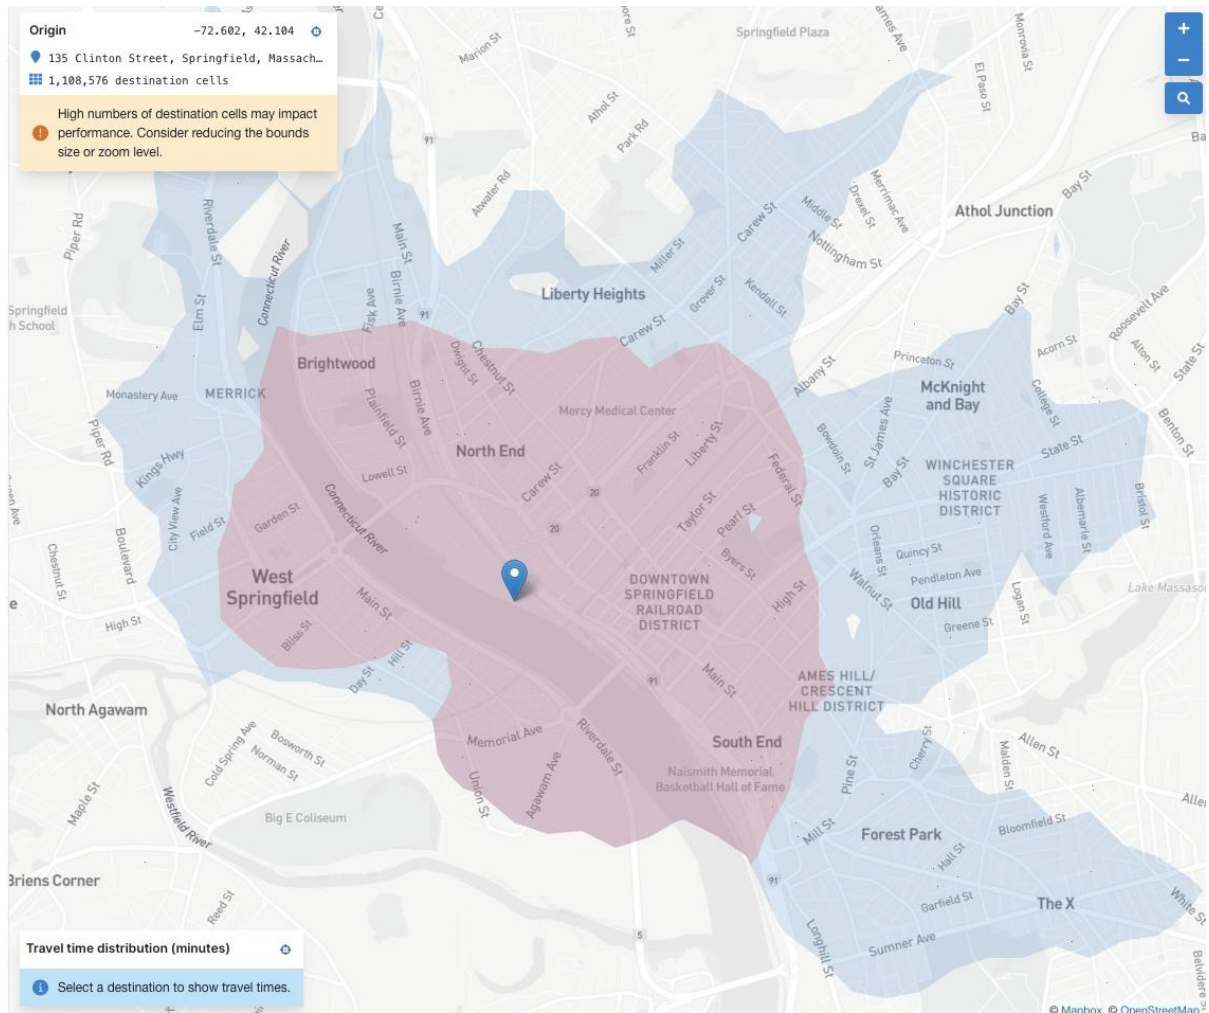 Origin
-72.602, 42.104
135 Clinton Street, Springfield, Massach…
1,108,576 destination cells
High numbers of destination cells may impact
performance. Consider reducing the bounds
size or zoom level.
+
−
Marion St
Springfield Plaza
Monrovia St
El Paso St
Athol St
Park Rd
91
Atwater Rd
Bay St
Piper Rd
Riverdale St
Connecticut River
Main St
Carew St
Middle St
Drexel St
Merrimac Ave
Athol Junction
Nottingham St
Miller St
Springfield
h School
Elm St
Fisk Ave
Birnie Ave
91
Liberty Heights
Grover St
Kendall St
Bay St
Roosevelt Ave
Carew St
Acorn St
Alton St
State St
Brightwood
Dwight St
Chestnut St
Albany St
Princeton St
Monastery Ave
MERRICK
Plainfield St
Birnie Ave
Mercy Medical Center
McKnight
and Bay
College St
Piper Rd
North End
Franklin St
Liberty St
Bowdoin St
St James Ave
State St
Benton St
Kings Hwy
Lowell St
Carew St
Federal St
Bay St
WINCHESTER
SQUARE
HISTORIC
DISTRICT
20
City View Ave
Field St
Garden St
Connecticut River
20
Taylor St
Pearl St
Westford Ave
Albemarle St
Bristol St
Boulevard
Chestnut St
Byers St
Orleans St
Quincy St
West
Springfield
Main St
DOWNTOWN
SPRINGFIELD
RAILROAD
DISTRICT
High St
Walnut St
Pendleton Ave
Old Hill
Logan St
Lake Massaso
High St
Bliss St
Hill St
Day St
Greene St
91
Main St
AMES HILL/
CRESCENT
HILL DISTRICT
North Agawam
Cold Spring Ave
Bosworth St
Norman St
Memorial Ave
Riverdale St
South End
Cherry St
Malden St
Allen St
Maple St
Westfield River
Union St
Agawam Ave
Naismith Memorial
Basketball Hall of Fame
Pine St
Big E Coliseum
Mill St
Forest Park
Bloomfield St
Briens Corner
Hall St
91
Reed St
Garfield St
The X
White St
5
Longhill St
Sumner Ave
Travel time distribution (minutes)
Select a destination to show travel times.
© Mapbox © OpenStreetMap